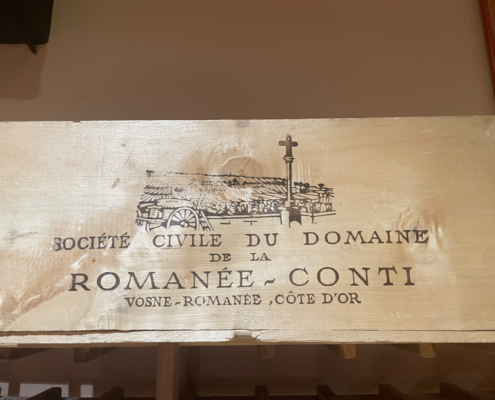 SOCIÉTÉ CIVILE DU DOMAINE
DE LA
ROMANÉE - CONTI
VOSNE-ROMANÉE, CÔTE D'OR